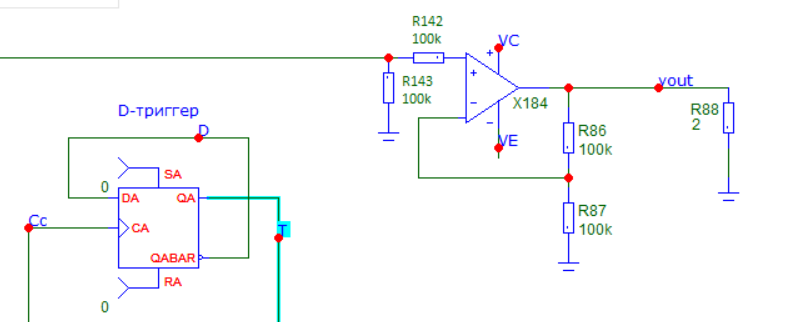 R142
100k
VC
+
R143
100k
+
-
X184
-
VE
vout
R88
2
R86
100k
R87
100k
D-триггер
D
SA
0
DA
QA
Cc
CA
T
QABAR
RA
0